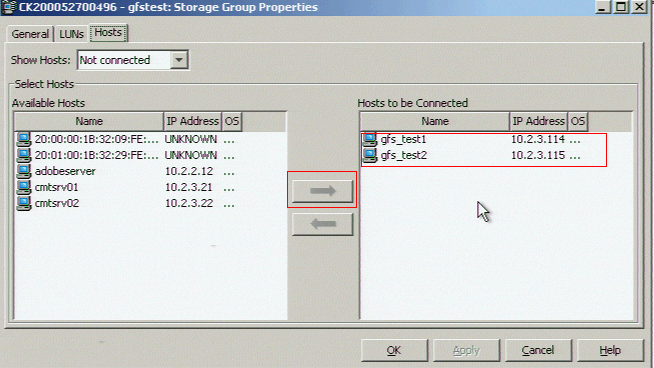 CK200052700496 - gfstest: Storage Group Properties
General LUNs Hosts
Show Hosts: Not connected
Select Hosts
Available Hosts
Name IP Address OS
20:00:00:1B:32:09:FE:... UNKNOWN ...
20:01:00:1B:32:29:FE:... UNKNOWN ...
adobeserver 10.2.2.12 ...
cmtsrv01 10.2.3.21 ...
cmtsrv02 10.2.3.22 ...
Hosts to be Connected
Name IP Address OS
gfs_test1 10.2.3.114 ...
gfs_test2 10.2.3.115 ...
OK Apply Cancel Help